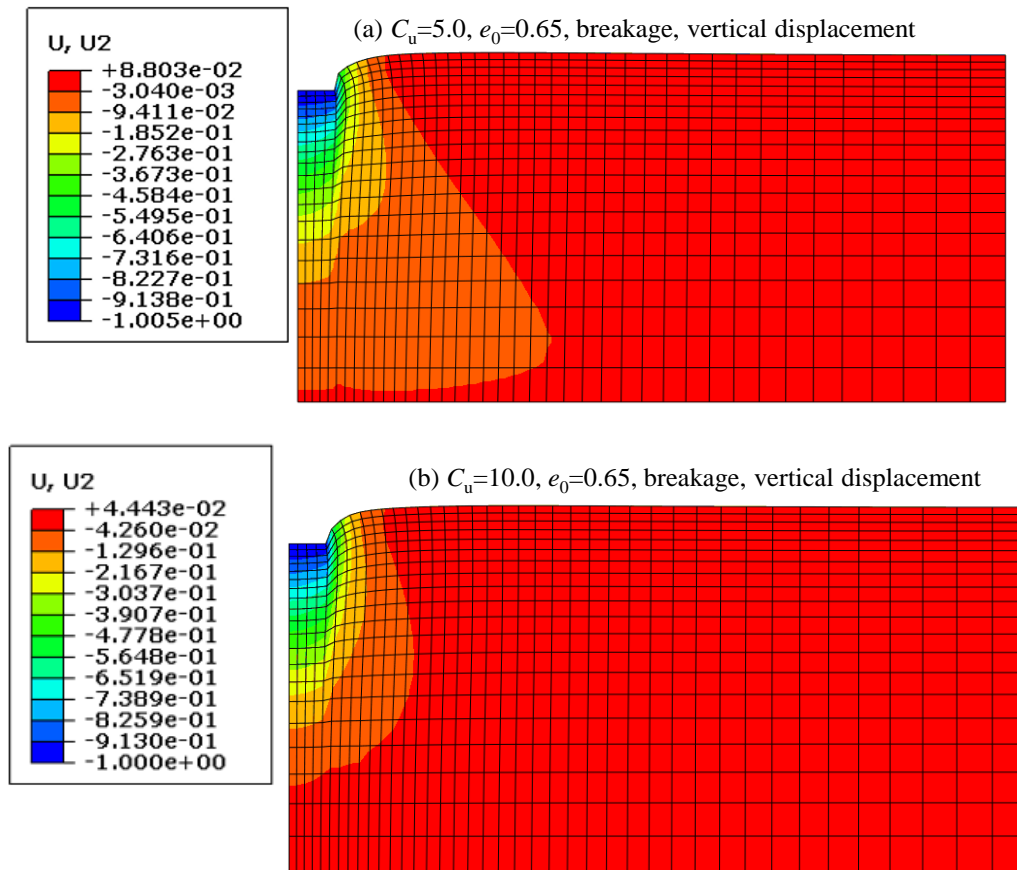 (a) Cu=5.0, e0=0.65, breakage, vertical displacement
U, U2
+8.803e-02
-3.040e-03
-9.411e-02
-1.852e-01
-2.763e-01
-3.673e-01
-4.584e-01
-5.495e-01
-6.406e-01
-7.316e-01
-8.227e-01
-9.138e-01
-1.005e+00
(b) Cu=10.0, e0=0.65, breakage, vertical displacement
U, U2
+4.443e-02
-4.260e-02
-1.296e-01
-2.167e-01
-3.037e-01
-3.907e-01
-4.778e-01
-5.648e-01
-6.519e-01
-7.389e-01
-8.259e-01
-9.130e-01
-1.000e+00